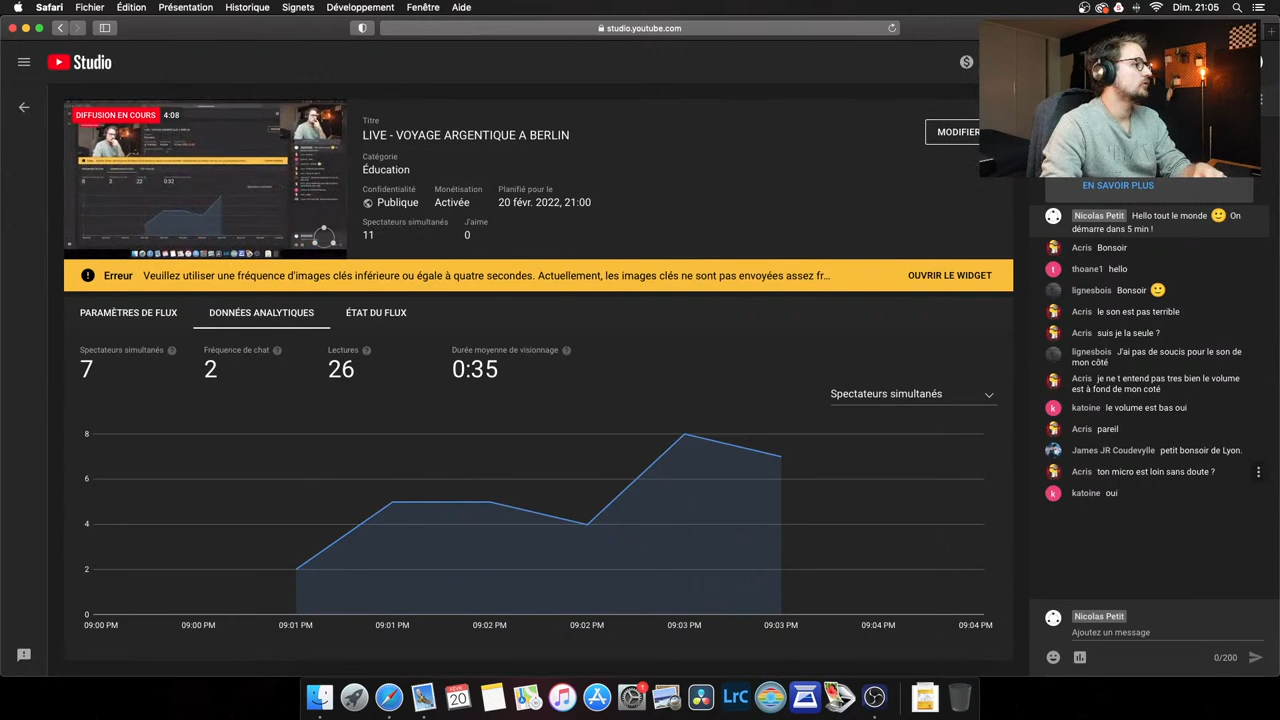 Safari Fichier Édition Présentation Historique Signets Développement Fenêtre Aide
Dim. 21:05
studio.youtube.com
Studio
DIFFUSION EN COURS 4:08
Titre
LIVE - VOYAGE ARGENTIQUE A BERLIN
MODIFIER
Catégorie
Éducation
Confidentialité Monétisation Planifié pour le
Publique Activée 20 févr. 2022, 21:00
Spectateurs simultanés J'aime
11 0
Erreur Veuillez utiliser une fréquence d'images clés inférieure ou égale à quatre secondes. Actuellement, les images clés ne sont pas envoyées assez fr... OUVRIR LE WIDGET
PARAMÈTRES DE FLUX DONNÉES ANALYTIQUES ÉTAT DU FLUX
Spectateurs simultanés Fréquence de chat Lectures Durée moyenne de visionnage
7 2 26 0:35
Spectateurs simultanés
8
6
4
2
0
09:00 PM 09:00 PM 09:01 PM 09:01 PM 09:02 PM 09:02 PM 09:03 PM 09:03 PM 09:04 PM 09:04 PM
EN SAVOIR PLUS
Nicolas Petit Hello tout le monde 🙂 On
démarre dans 5 min !
Acris Bonsoir
t thoane1 hello
lignesbois Bonsoir 🙂
Acris le son est pas terrible
Acris suis je la seule ?
lignesbois J'ai pas de soucis pour le son de
mon côté
Acris je ne t entend pas tres bien le volume
est à fond de mon coté
k katoine le volume est bas oui
Acris pareil
James JR Coudevylle petit bonsoir de Lyon.
Acris ton micro est loin sans doute ?
k katoine oui
Nicolas Petit
Ajoutez un message
0/200
FÉVR.
20
LrC